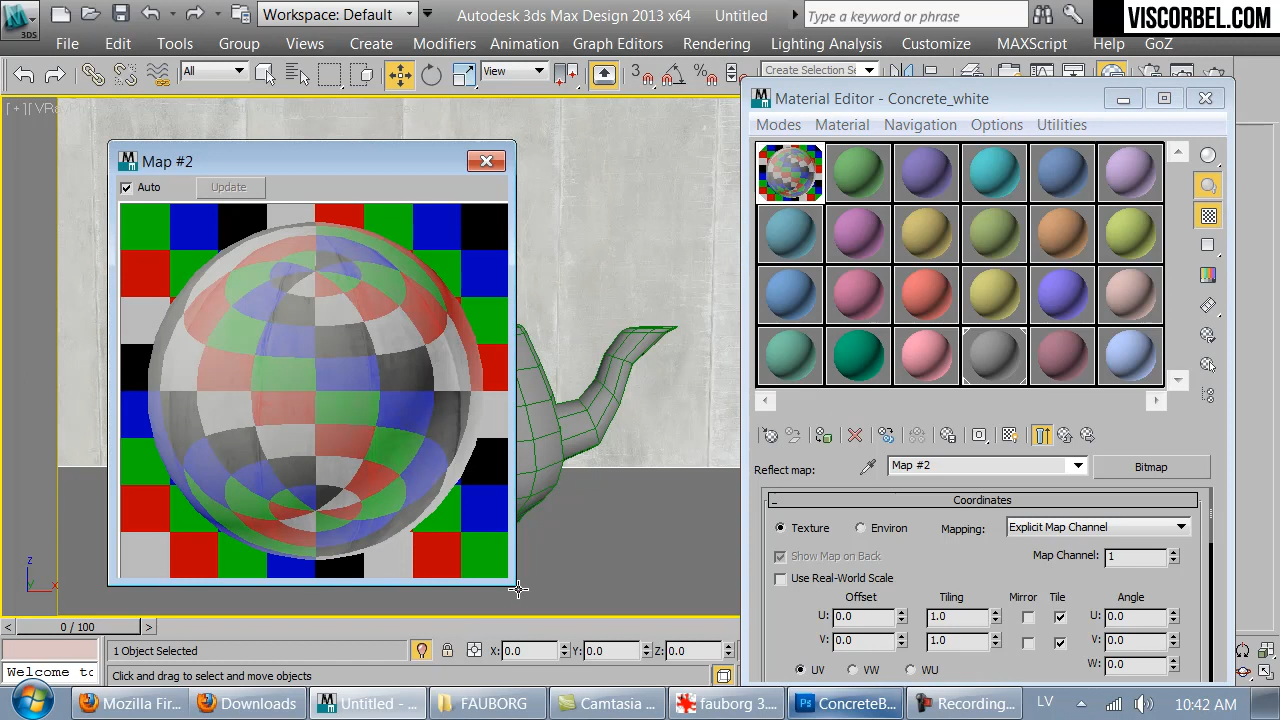 3DS
Workspace: Default
Autodesk 3ds Max Design 2013 x64
Untitled
Type a keyword or phrase
VISCORBEL.COM
File Edit Tools Group Views Create Modifiers Animation Graph Editors Rendering Lighting Analysis Customize MAXScript Help GoZ
All
View
3
Create Selection Se
Material Editor - Concrete_white
Modes Material Navigation Options Utilities
Map #2
Auto
Update
Reflect map:
Map #2
Bitmap
Coordinates
Texture
Environ
Mapping:
Explicit Map Channel
Show Map on Back
Map Channel:
1
Use Real-World Scale
Offset
Tiling
Mirror Tile
Angle
U: 0.0
1.0
U: 0.0
V: 0.0
1.0
V: 0.0
W: 0.0
UV
VW
WU
z
y
x
< 0 / 100 >
1 Object Selected
X: 0.0
Y: 0.0
Z: 0.0
Welcome to
Click and drag to select and move objects
Mozilla Fir...
Downloads
Untitled - ...
FAUBORG
Camtasia ...
fauborg 3....
ConcreteB...
Recording...
LV
10:42 AM